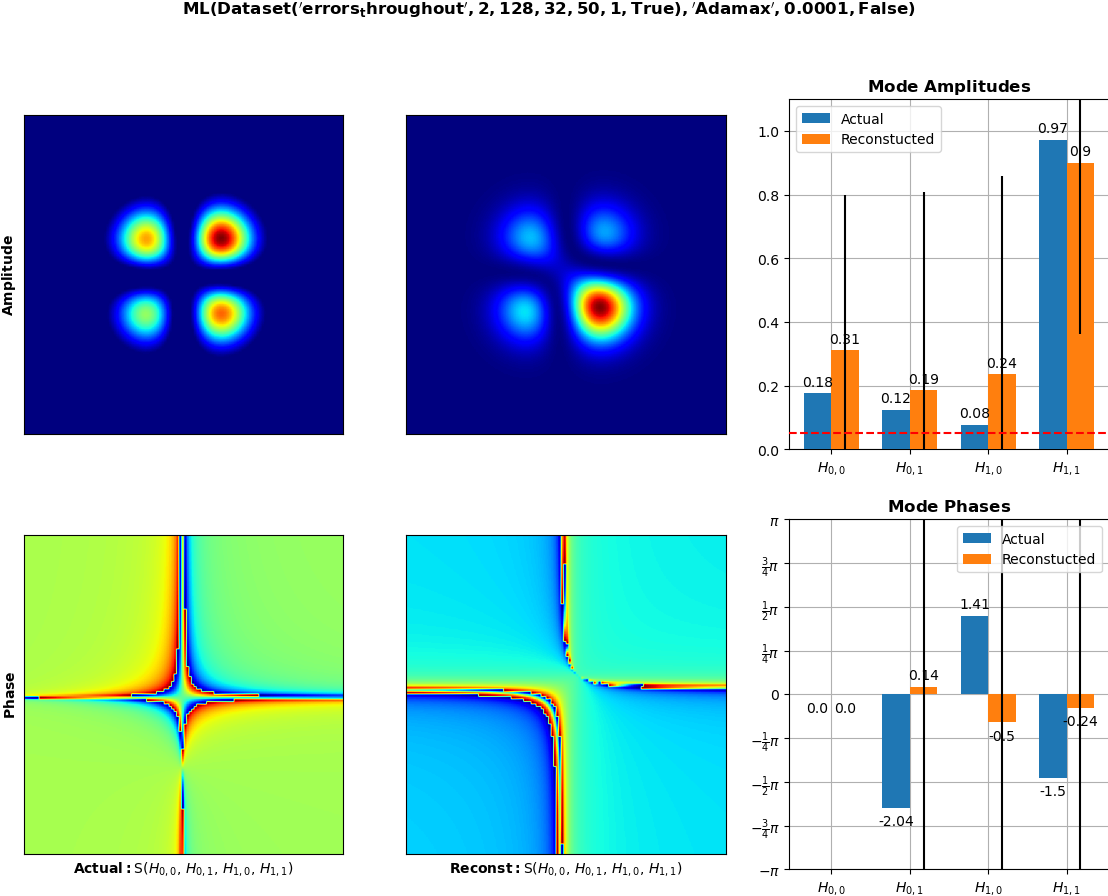 ML(Dataset('errors_throughout', 2, 128, 32, 50, 1, True), 'Adamax', 0.0001, False)
Amplitude
Mode Amplitudes
Actual
Reconstucted
1.0
0.8
0.6
0.4
0.2
0.0
0.18
0.31
0.12
0.19
0.08
0.24
0.97
0.9
H0,0
H0,1
H1,0
H1,1
Phase
Actual: S(H0,0, H0,1, H1,0, H1,1)
Reconst: S(H0,0, H0,1, H1,0, H1,1)
Mode Phases
Actual
Reconstucted
π
3/4π
1/2π
1/4π
0
−1/4π
−1/2π
−3/4π
−π
0.0
0.0
-2.04
0.14
1.41
-0.5
-1.5
-0.24
H0,0
H0,1
H1,0
H1,1